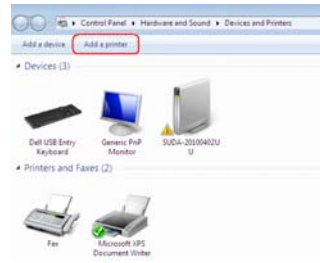 Control Panel ▸ Hardware and Sound ▸ Devices and Printers
Add a device Add a printer
Devices (3)
Dell USB Entry Keyboard
Generic PnP Monitor
SUDA-20100402UU
Printers and Faxes (2)
Fax
Microsoft XPS Document Writer